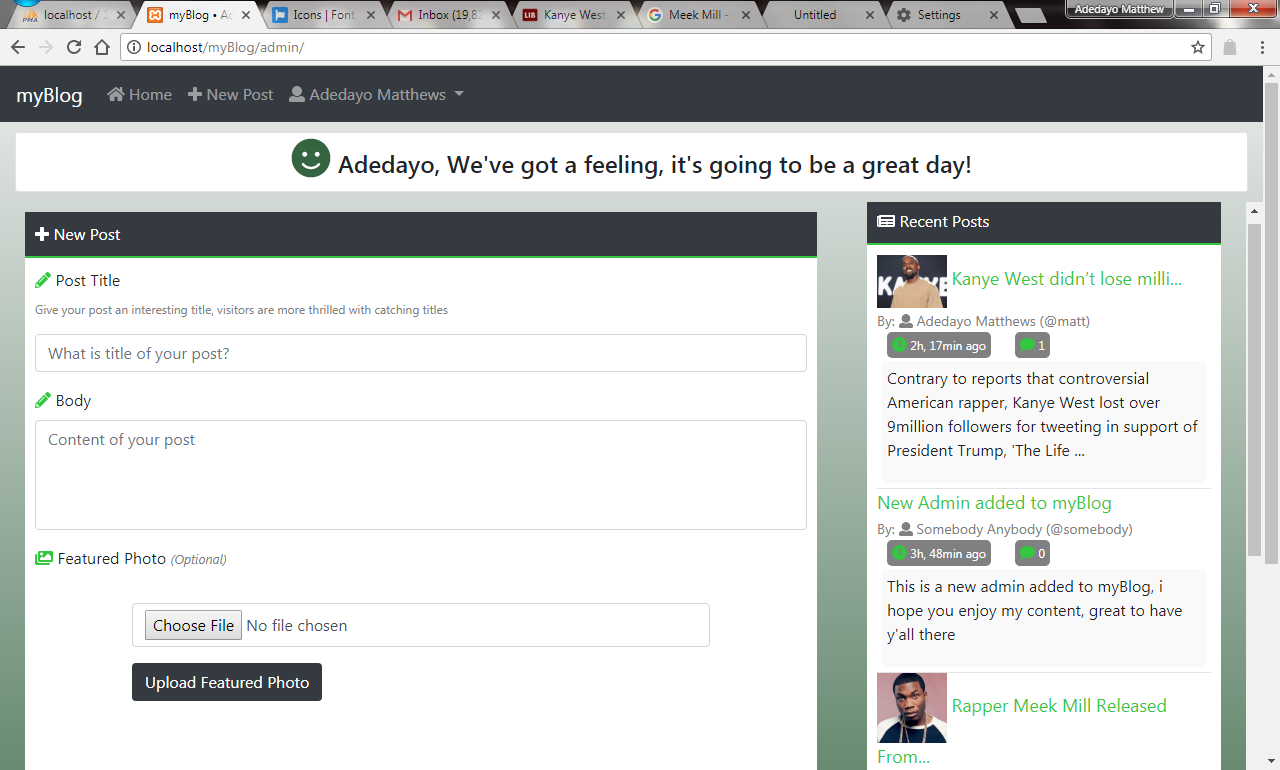 localhost / 1
myBlog • Ad
Icons | Font
Inbox (19,82
Kanye West
Meek Mill -
Untitled
Settings
Adedayo Matthew
localhost/myBlog/admin/
myBlog Home New Post Adedayo Matthews
Adedayo, We've got a feeling, it's going to be a great day!
New Post
Post Title
Give your post an interesting title, visitors are more thrilled with catching titles
What is title of your post?
Body
Content of your post
Featured Photo (Optional)
Choose File No file chosen
Upload Featured Photo
Recent Posts
Kanye West didn’t lose milli...
By: Adedayo Matthews (@matt)
2h, 17min ago 1
Contrary to reports that controversial
American rapper, Kanye West lost over
9million followers for tweeting in support of
President Trump, 'The Life ...
New Admin added to myBlog
By: Somebody Anybody (@somebody)
3h, 48min ago 0
This is a new admin added to myBlog, i
hope you enjoy my content, great to have
y'all there
Rapper Meek Mill Released
From...